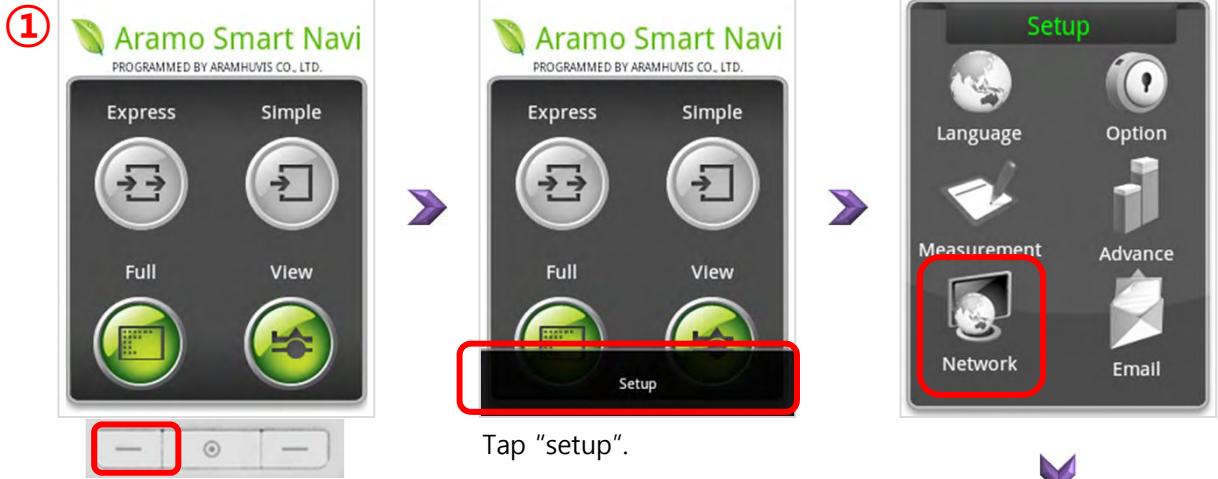 ①
Aramo Smart Navi
PROGRAMMED BY ARAMHUVIS CO., LTD.
Express Simple
Full View
Aramo Smart Navi
PROGRAMMED BY ARAMHUVIS CO., LTD.
Express Simple
Full View
Setup
Tap “setup”.
Setup
Language Option
Measurement Advance
Network Email